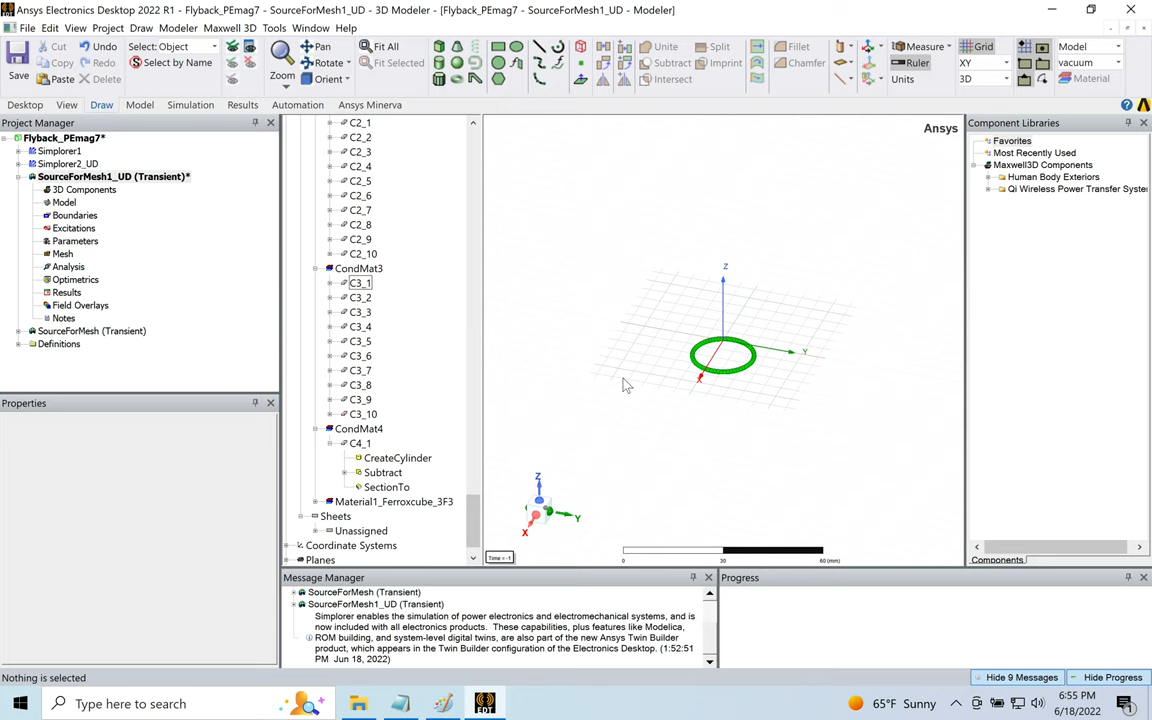 Ansys Electronics Desktop 2022 R1 - Flyback_PEmag7 - SourceForMesh1_UD - 3D Modeler - [Flyback_PEmag7 - SourceForMesh1_UD - Modeler]
File Edit View Project Draw Modeler Maxwell 3D Tools Window Help
Save
Cut Undo
Copy Redo
Paste Delete
Select: Object
Select by Name
Zoom
Pan
Rotate
Orient
Fit All
Fit Selected
Unite Split
Subtract Imprint
Intersect
Fillet
Chamfer
Measure Grid
Ruler XY
Units 3D
Model
vacuum
Material
Desktop View Draw Model Simulation Results Automation Ansys Minerva
Project Manager
Flyback_PEmag7*
Simplorer1
Simplorer2_UD
SourceForMesh1_UD (Transient)*
3D Components
Model
Boundaries
Excitations
Parameters
Mesh
Analysis
Optimetrics
Results
Field Overlays
Notes
SourceForMesh (Transient)
Definitions
Properties
C2_1
C2_2
C2_3
C2_4
C2_5
C2_6
C2_7
C2_8
C2_9
C2_10
CondMat3
C3_1
C3_2
C3_3
C3_4
C3_5
C3_6
C3_7
C3_8
C3_9
C3_10
CondMat4
C4_1
CreateCylinder
Subtract
SectionTo
Material1_Ferroxcube_3F3
Sheets
Unassigned
Coordinate Systems
Planes
Ansys
Z
Y
X
Z
Y
X
Time = -1
0 30 60 (mm)
Component Libraries
Favorites
Most Recently Used
Maxwell3D Components
Human Body Exteriors
Qi Wireless Power Transfer Syste
Components
Message Manager
SourceForMesh (Transient)
SourceForMesh1_UD (Transient)
Simplorer enables the simulation of power electronics and electromechanical systems, and is
now included with all electronics products. These capabilities, plus features like Modelica,
ROM building, and system-level digital twins, are also part of the new Ansys Twin Builder
product, which appears in the Twin Builder configuration of the Electronics Desktop. (1:52:51
PM Jun 18, 2022)
Progress
Nothing is selected
Hide 9 Messages
Hide Progress
Type here to search
EDT
65°F Sunny
6:55 PM
6/18/2022
1